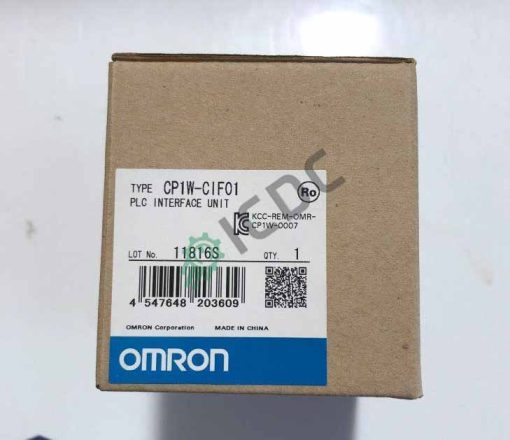 TYPE CP1W-CIF01
PLC INTERFACE UNIT
Ro
KCC-REM-OMR-
CP1W-0007
LOT No. 11816S QTY. 1
4 547648 203609
OMRON Corporation MADE IN CHINA
OMRON
ICDC